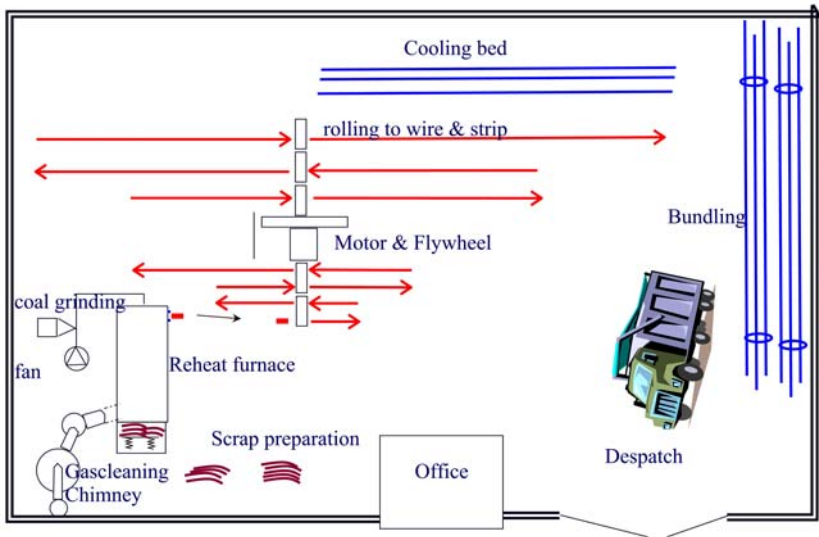 Cooling bed
rolling to wire & strip
Bundling
Motor & Flywheel
coal grinding
fan
Reheat furnace
Scrap preparation
Gascleaning
Chimney
Office
Despatch